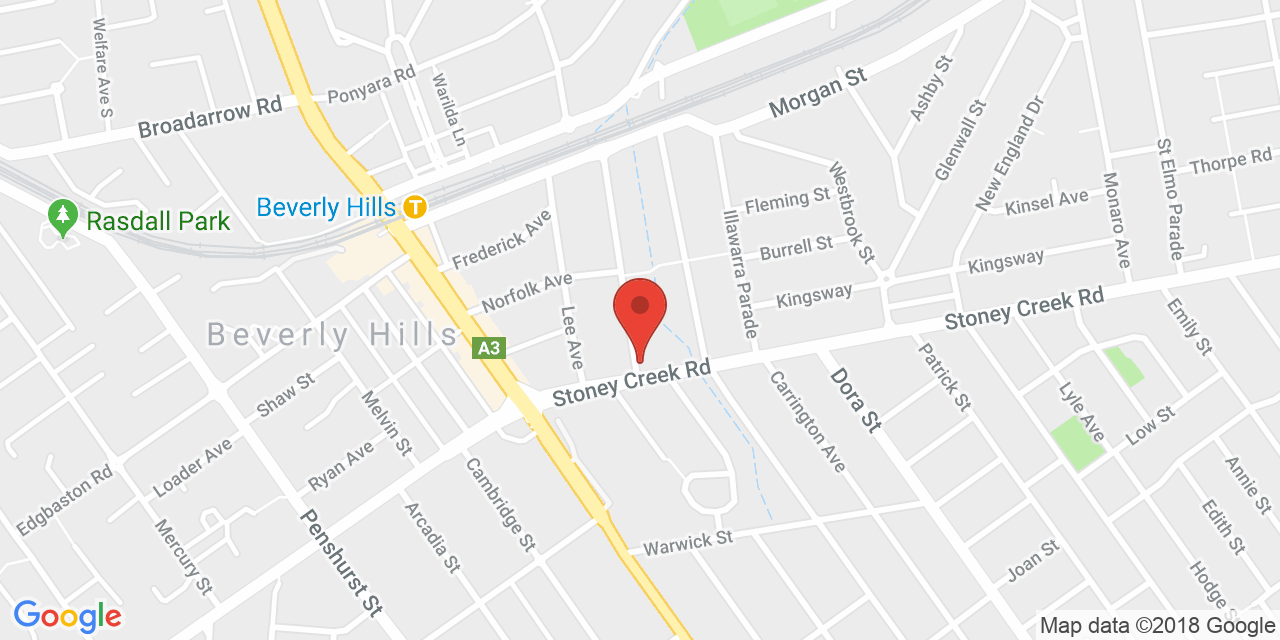 Welfare Ave S
Ponyara Rd
Broadarrow Rd
Warilda Ln
Morgan St
Ashby St
Glenwall St
New England Dr
St Elmo Parade
Thorpe Rd
Monaro Ave
Kinsel Ave
Westbrook St
Fleming St
Illawarra Parade
Burrell St
Kingsway
Kingsway
Beverly Hills
T
Rasdall Park
Frederick Ave
Norfolk Ave
Lee Ave
Beverly Hills
A3
Stoney Creek Rd
Stoney Creek Rd
Emily St
Patrick St
Dora St
Carrington Ave
Lyle Ave
Low St
Shaw St
Melvin St
Loader Ave
Ryan Ave
Edgbaston Rd
Mercury St
Penshurst St
Arcadia St
Cambridge St
Warwick St
Joan St
Annie St
Edith St
Hodge S
Google
Map data ©2018 Google